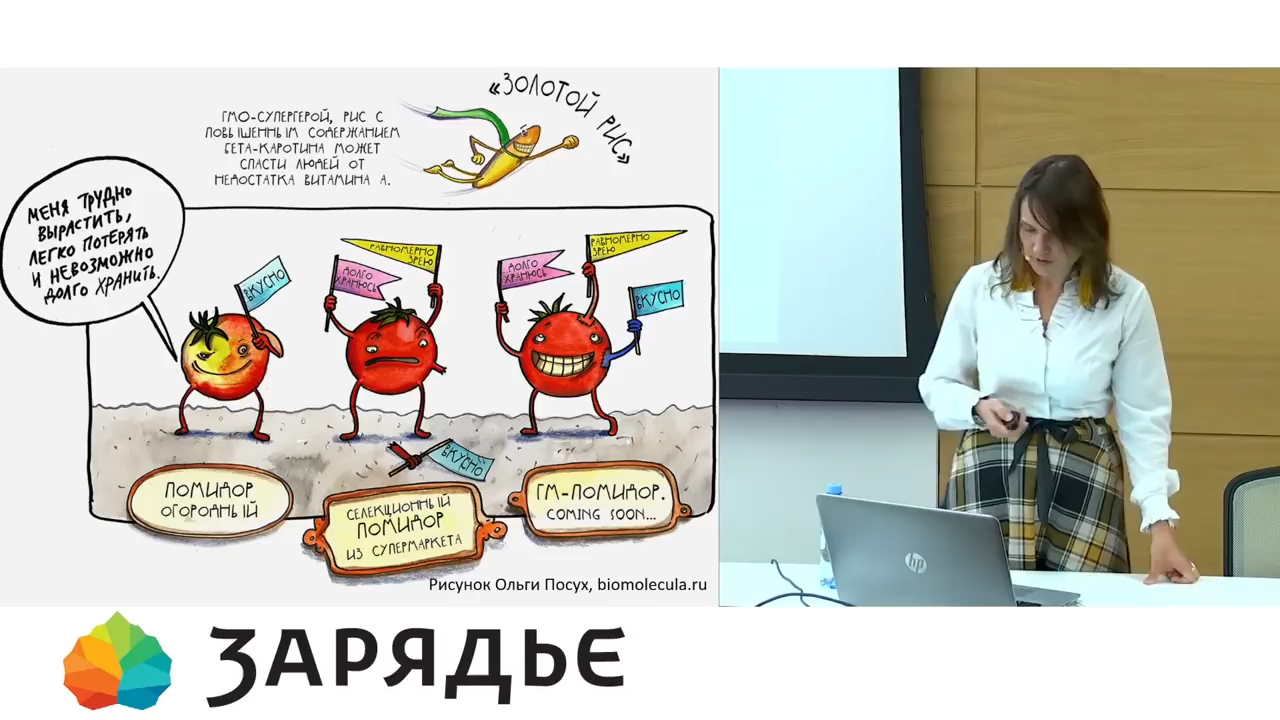 «ЗОЛОТОЙ РИС»
ГМО-СУПЕРГЕРОЙ, РИС С
ПОВЫШЕННЫМ СОДЕРЖАНИЕМ
БЕТА-КАРОТИНА МОЖЕТ
СПАСТИ ЛЮДЕЙ ОТ
НЕДОСТАТКА ВИТАМИНА А.
МЕНЯ ТРУДНО
ВЫРАСТИТЬ,
ЛЕГКО ПОТЕРЯТЬ
И НЕВОЗМОЖНО
ДОЛГО ХРАНИТЬ.
ВКУСНО
ДОЛГО
ХРАНЮСЬ
РАВНОМЕРНО
ЗРЕЮ
ДОЛГО
ХРАНЮСЬ
РАВНОМЕРНО
ЗРЕЮ
ВКУСНО
ВКУСНО
ПОМИДОР
ОГОРОДНЫЙ
СЕЛЕКЦИОННЫЙ
ПОМИДОР
ИЗ СУПЕРМАРКЕТА
ГМ-ПОМИДОР.
COMING SOON...
Рисунок Ольги Посух, biomolecula.ru
hp
ЗАРЯДЬЕ